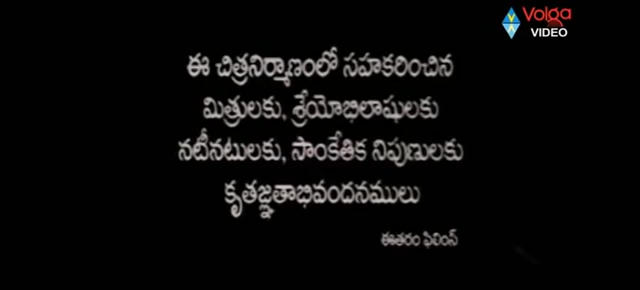 Volga
VIDEO
ఈ చిత్రనిర్మాణంలో సహకరించిన
మిత్రులకు, శ్రేయోభిలాషులకు
నటీనటులకు, సాంకేతిక నిపుణులకు
కృతజ్ఞతాభివందనములు
ఈతరం ఫిలింస్